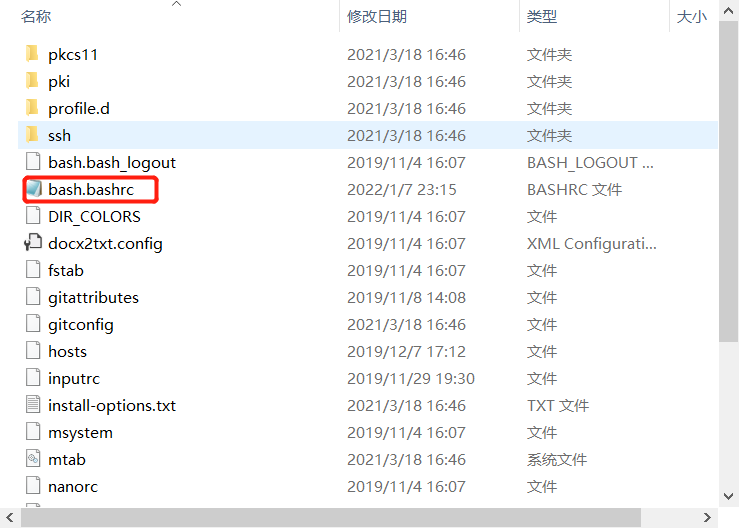 名称 修改日期 类型 大小
pkcs11 2021/3/18 16:46 文件夹
pki 2021/3/18 16:46 文件夹
profile.d 2021/3/18 16:46 文件夹
ssh 2021/3/18 16:46 文件夹
bash.bash_logout 2019/11/4 16:07 BASH_LOGOUT ...
bash.bashrc 2022/1/7 23:15 BASHRC 文件
DIR_COLORS 2019/11/4 16:07 文件
docx2txt.config 2019/11/4 16:07 XML Configurati...
fstab 2019/11/4 16:07 文件
gitattributes 2019/11/8 14:08 文件
gitconfig 2021/3/18 16:46 文件
hosts 2019/12/7 17:12 文件
inputrc 2019/11/29 19:30 文件
install-options.txt 2021/3/18 16:46 TXT 文件
msystem 2019/11/4 16:07 文件
mtab 2021/3/18 16:46 系统文件
nanorc 2019/11/4 16:07 文件